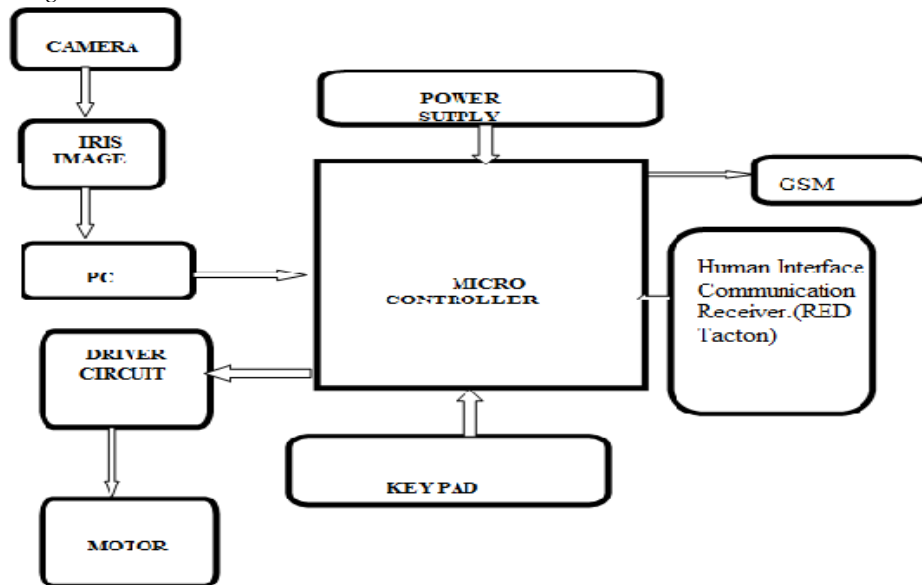 CAMERA
POWER
SUPPLY
IRIS
IMAGE
GSM
PC
MICRO
CONTROLLER
Human Interface
Communication
Receiver.(RED
Tacton)
DRIVER
CIRCUIT
KEY PAD
MOTOR